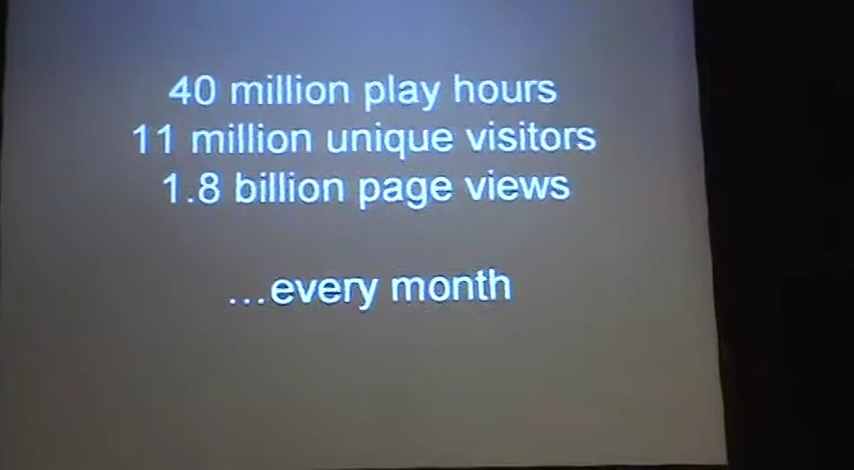 40 million play hours
11 million unique visitors
1.8 billion page views
...every month